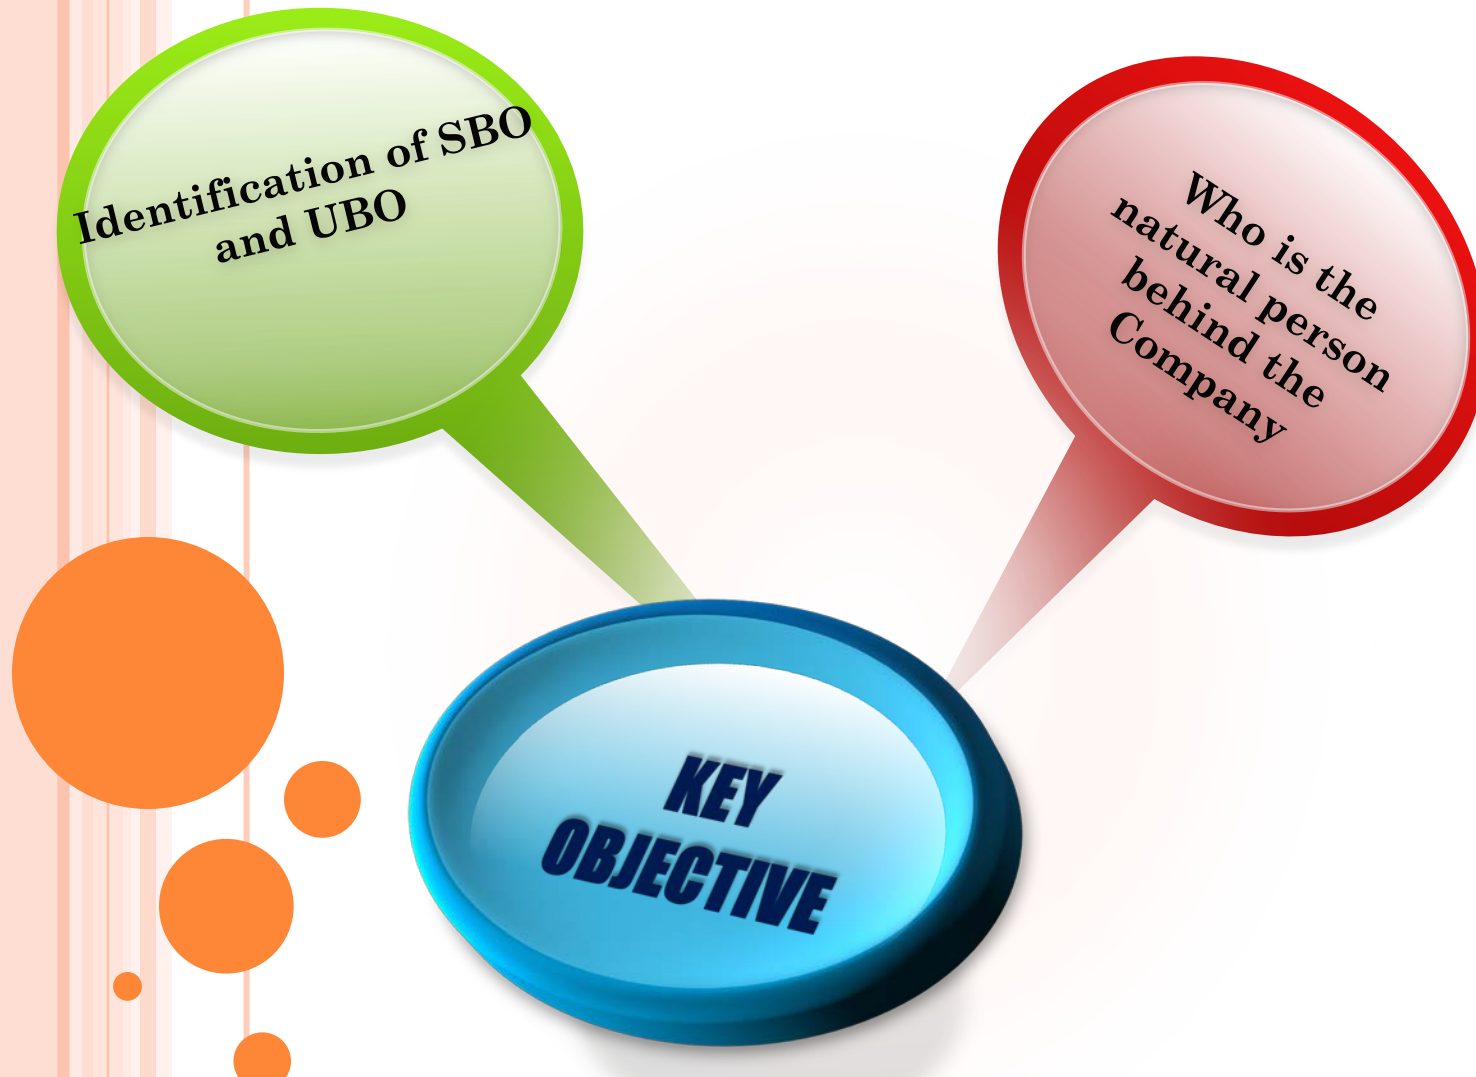 Identification of SBO
and UBO
Who is the
natural person
behind the
Company
KEY
OBJECTIVE